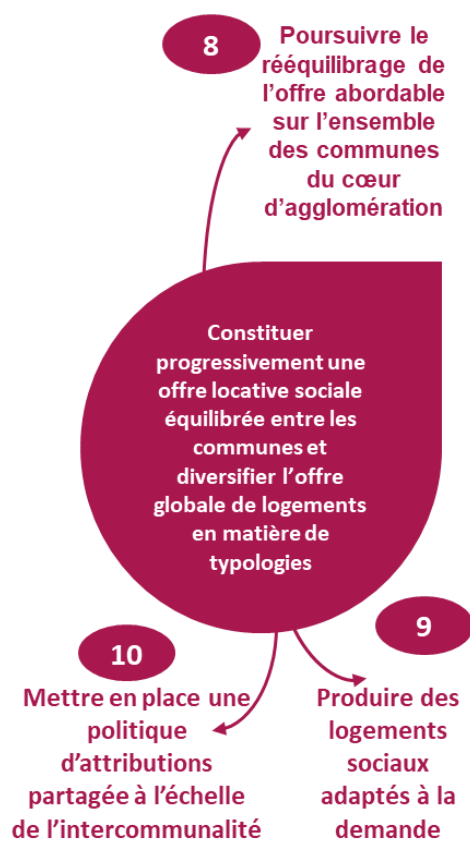 8
Poursuivre le
rééquilibrage de
l’offre abordable
sur l’ensemble
des communes
du cœur
d’agglomération
Constituer
progressivement une
offre locative sociale
équilibrée entre les
communes et
diversifier l’offre
globale de logements
en matière de
typologies
9
Produire des
logements
sociaux
adaptés à la
demande
10
Mettre en place une
politique
d’attributions
partagée à l’échelle
de l’intercommunalité